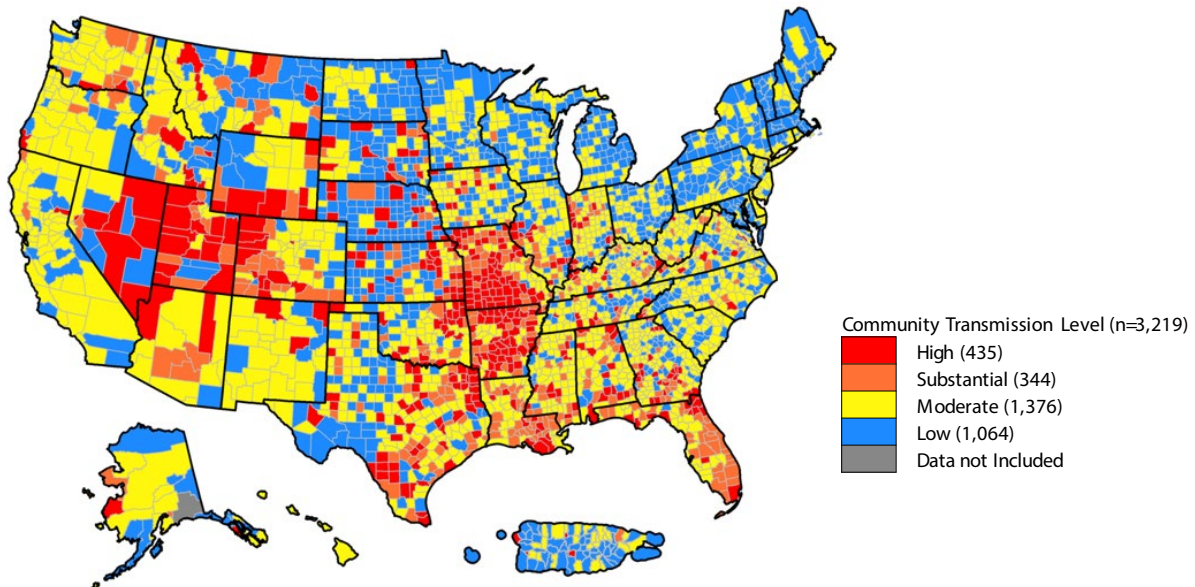 Community Transmission Level (n=3,219)
High (435)
Substantial (344)
Moderate (1,376)
Low (1,064)
Data not Included